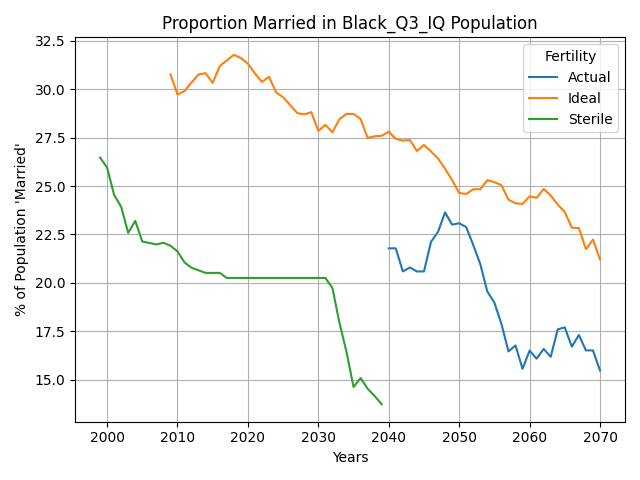 Proportion Married in Black_Q3_IQ Population
32.5
30.0
27.5
25.0
22.5
20.0
17.5
15.0
% of Population 'Married'
Fertility
Actual
Ideal
Sterile
2000 2010 2020 2030 2040 2050 2060 2070
Years